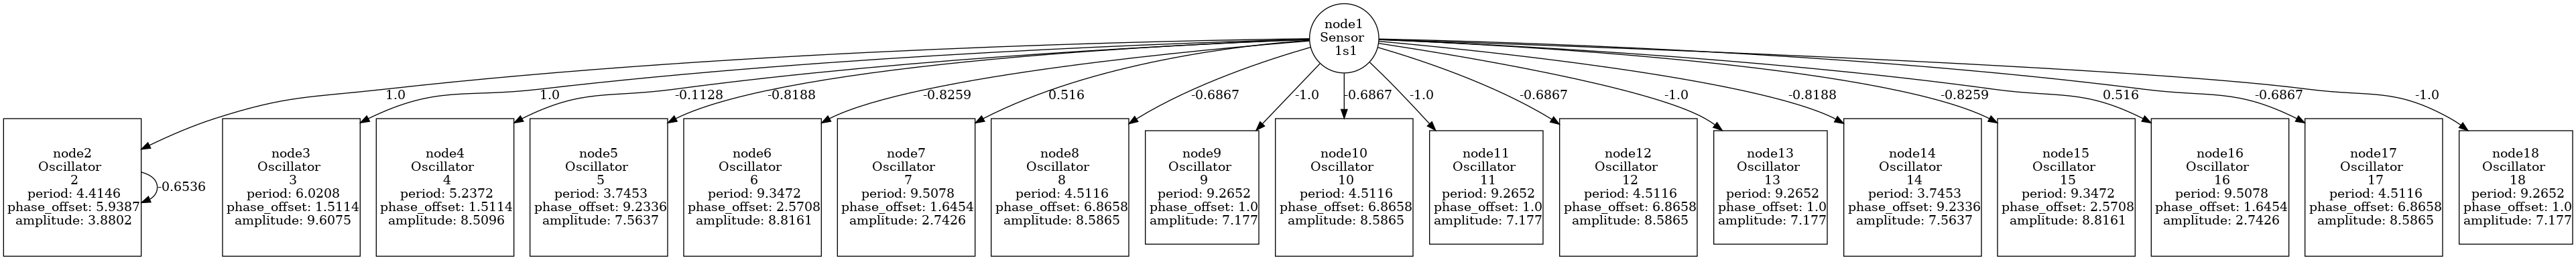 node1
Sensor
1s1
1.0
1.0
-0.1128
-0.8188
-0.8259
0.516
-0.6867
-1.0
-0.6867
-1.0
-0.6867
-1.0
-0.8188
-0.8259
0.516
-0.6867
-1.0
node2
Oscillator
2
period: 4.4146
phase_offset: 5.9387
amplitude: 3.8802
-0.6536
node3
Oscillator
3
period: 6.0208
phase_offset: 1.5114
amplitude: 9.6075
node4
Oscillator
4
period: 5.2372
phase_offset: 1.5114
amplitude: 8.5096
node5
Oscillator
5
period: 3.7453
phase_offset: 9.2336
amplitude: 7.5637
node6
Oscillator
6
period: 9.3472
phase_offset: 2.5708
amplitude: 8.8161
node7
Oscillator
7
period: 9.5078
phase_offset: 1.6454
amplitude: 2.7426
node8
Oscillator
8
period: 4.5116
phase_offset: 6.8658
amplitude: 8.5865
node9
Oscillator
9
period: 9.2652
phase_offset: 1.0
amplitude: 7.177
node10
Oscillator
10
period: 4.5116
phase_offset: 6.8658
amplitude: 8.5865
node11
Oscillator
11
period: 9.2652
phase_offset: 1.0
amplitude: 7.177
node12
Oscillator
12
period: 4.5116
phase_offset: 6.8658
amplitude: 8.5865
node13
Oscillator
13
period: 9.2652
phase_offset: 1.0
amplitude: 7.177
node14
Oscillator
14
period: 3.7453
phase_offset: 9.2336
amplitude: 7.5637
node15
Oscillator
15
period: 9.3472
phase_offset: 2.5708
amplitude: 8.8161
node16
Oscillator
16
period: 9.5078
phase_offset: 1.6454
amplitude: 2.7426
node17
Oscillator
17
period: 4.5116
phase_offset: 6.8658
amplitude: 8.5865
node18
Oscillator
18
period: 9.2652
phase_offset: 1.0
amplitude: 7.177